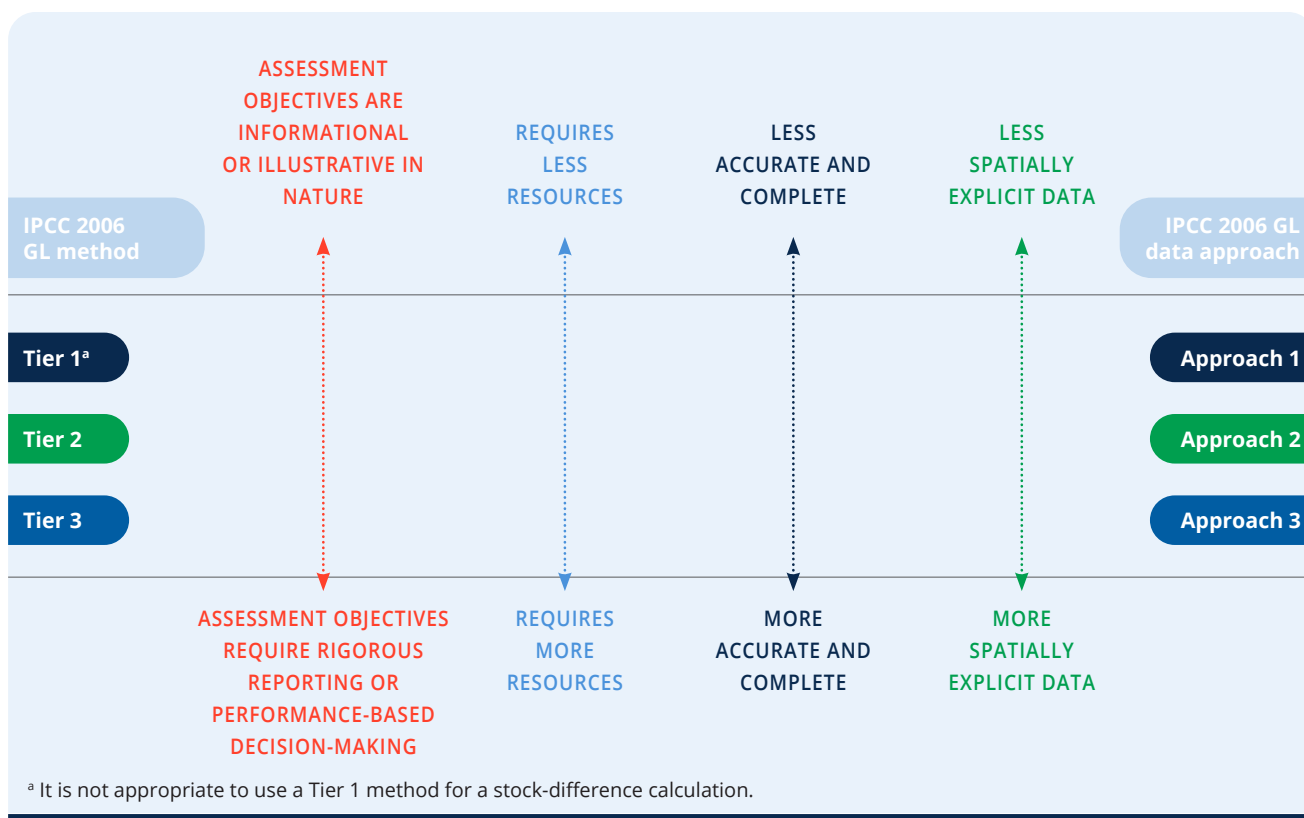 ASSESSMENT
OBJECTIVES ARE
INFORMATIONAL
OR ILLUSTRATIVE IN
NATURE
REQUIRES
LESS
RESOURCES
LESS
ACCURATE AND
COMPLETE
LESS
SPATIALLY
EXPLICIT DATA
IPCC 2006
GL method
IPCC 2006 GL
data approach
Tier 1ᵃ
Approach 1
Tier 2
Approach 2
Tier 3
Approach 3
ASSESSMENT OBJECTIVES
REQUIRE RIGOROUS
REPORTING OR
PERFORMANCE-BASED
DECISION-MAKING
REQUIRES
MORE
RESOURCES
MORE
ACCURATE AND
COMPLETE
MORE
SPATIALLY
EXPLICIT DATA
ᵃ It is not appropriate to use a Tier 1 method for a stock-difference calculation.